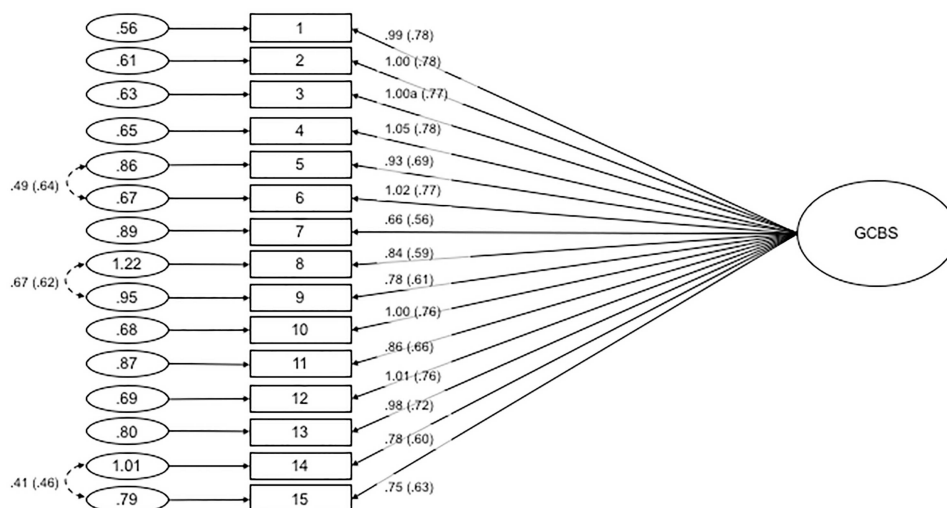 .56 1 .99 (.78)
.61 2 1.00 (.78)
.63 3 1.00a (.77)
.65 4 1.05 (.78)
.86 5 .93 (.69)
.49 (.64)
.67 6 1.02 (.77)
.89 7 .66 (.56)
GCBS
1.22 8 .84 (.59)
.67 (.62)
.95 9 .78 (.61)
.68 10 1.00 (.76)
.87 11 .86 (.66)
.69 12 1.01 (.76)
.80 13 .98 (.72)
1.01 14 .78 (.60)
.41 (.46)
.79 15 .75 (.63)